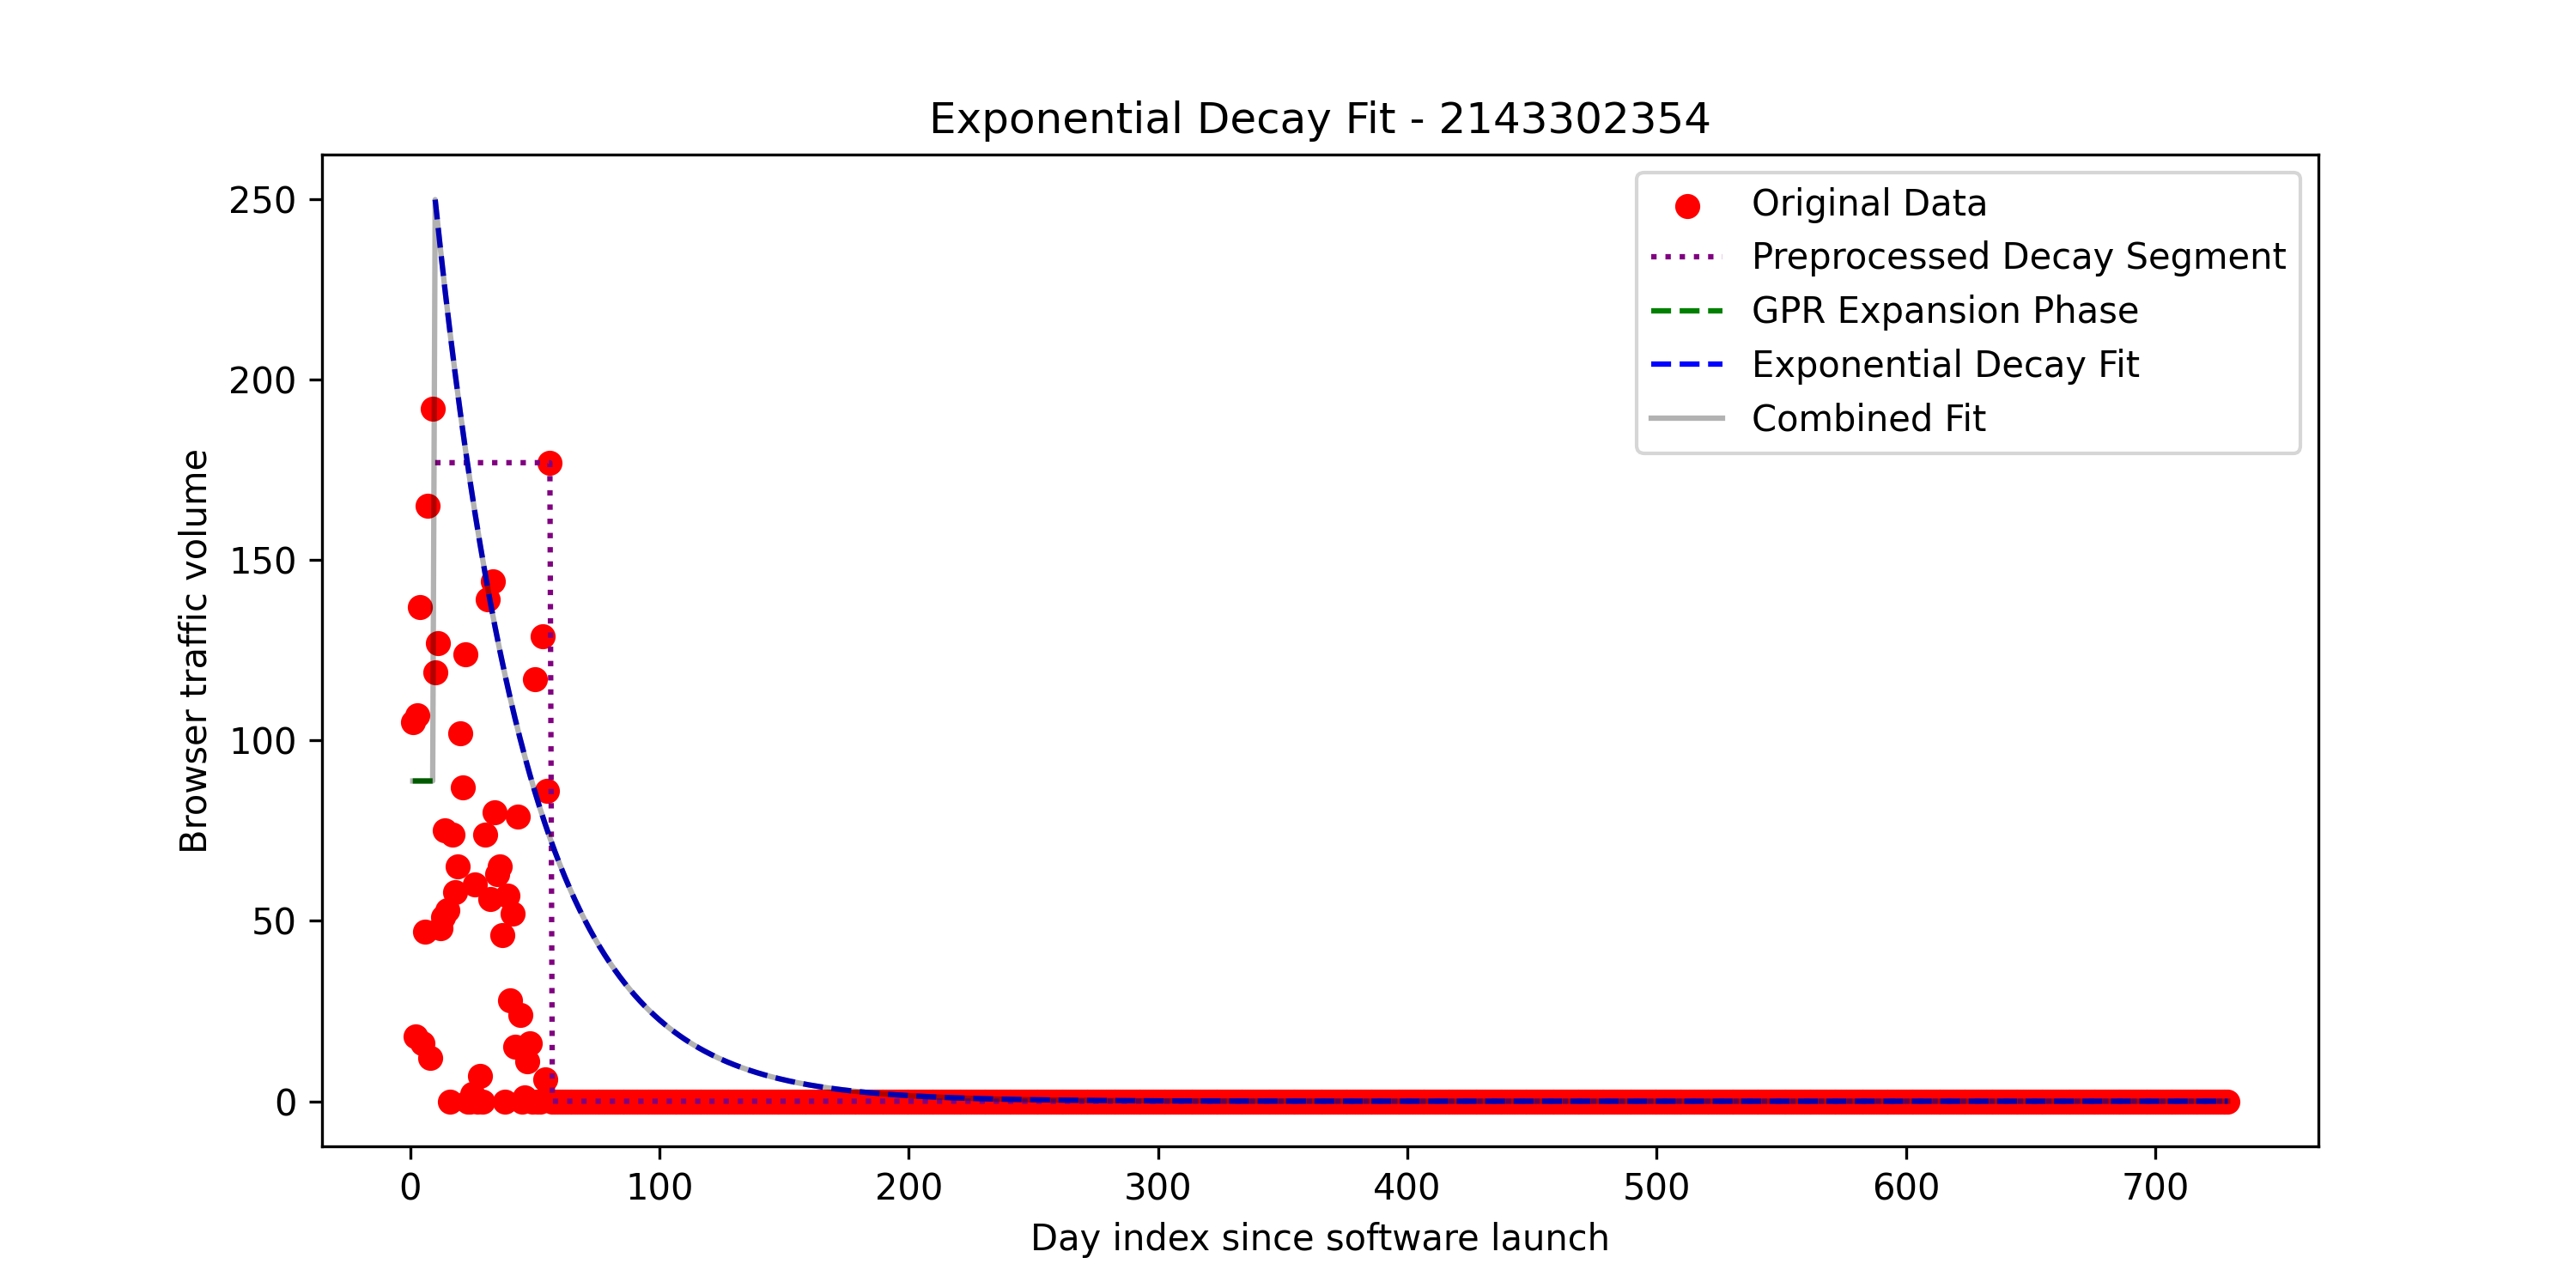 Exponential Decay Fit - 2143302354
Original Data
Preprocessed Decay Segment
GPR Expansion Phase
Exponential Decay Fit
Combined Fit
Browser traffic volume
250
200
150
100
50
0
0 100 200 300 400 500 600 700
Day index since software launch